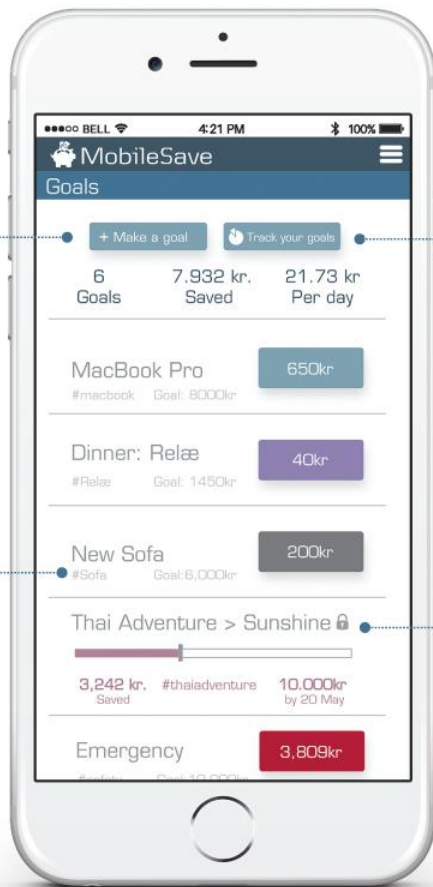 BELL 4:21 PM 100%
MobileSave
Goals
+ Make a goal Track your goals
6 7.932 kr. 21.73 kr
Goals Saved Per day
MacBook Pro 650kr
#macbook Goal: 8000kr
Dinner: Relæ 40kr
#Relæ Goal: 1450kr
New Sofa 200kr
#Sofa Goal:6,000kr
Thai Adventure > Sunshine
3,242 kr. #thaiadventure 10.000kr
Saved by 20 May
Emergency 3,809kr